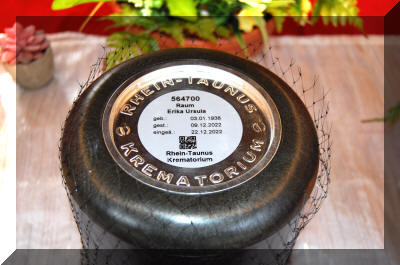 RHEIN-TAUNUS
564700
Raum
Erika Ursula
geb.: 03.01.1936
gest.: 09.12.2022
eingeä.: 22.12.2022
Rhein-Taunus
Krematorium
KREMATORIUM